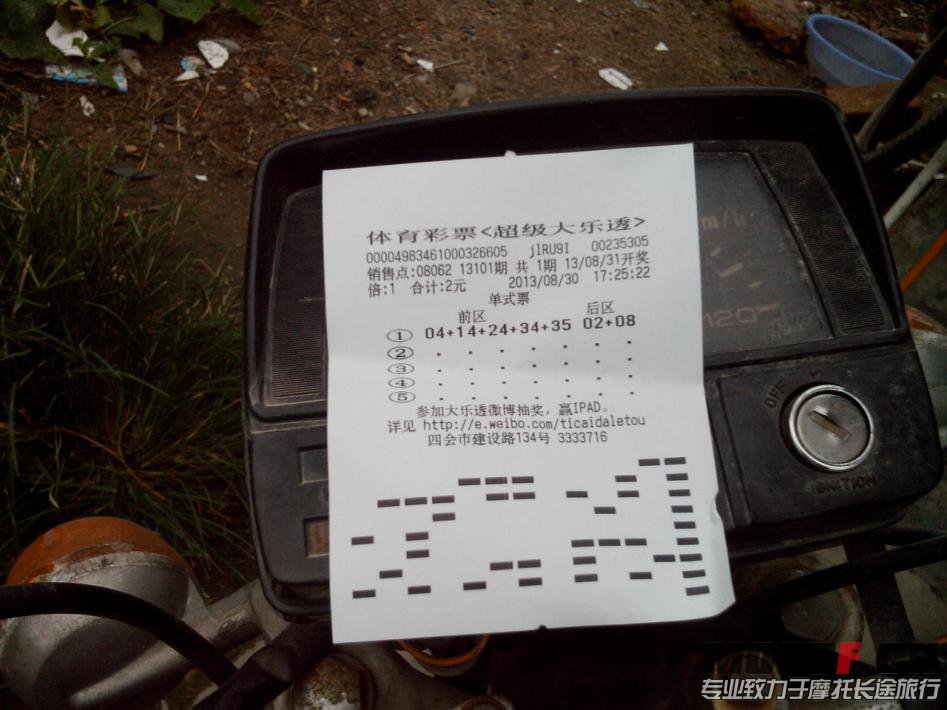 体育彩票<超级大乐透>
00004983461000326605 jlRU9I 00235305
销售点:08062 13101期 共 1期 13/08/31开奖
倍:1 合计:2元 2013/08/30 17:25:22
单式票
前区 后区
① 04+14+24+34+35 02+08
②
③
④
⑤
参加大乐透微博抽奖，赢IPAD。
详见 http://e.weibo.com/ticaidaletou
四会市建设路134号 3333716
km/h
120
OFF
IGNITION
专业致力于摩托长途旅行